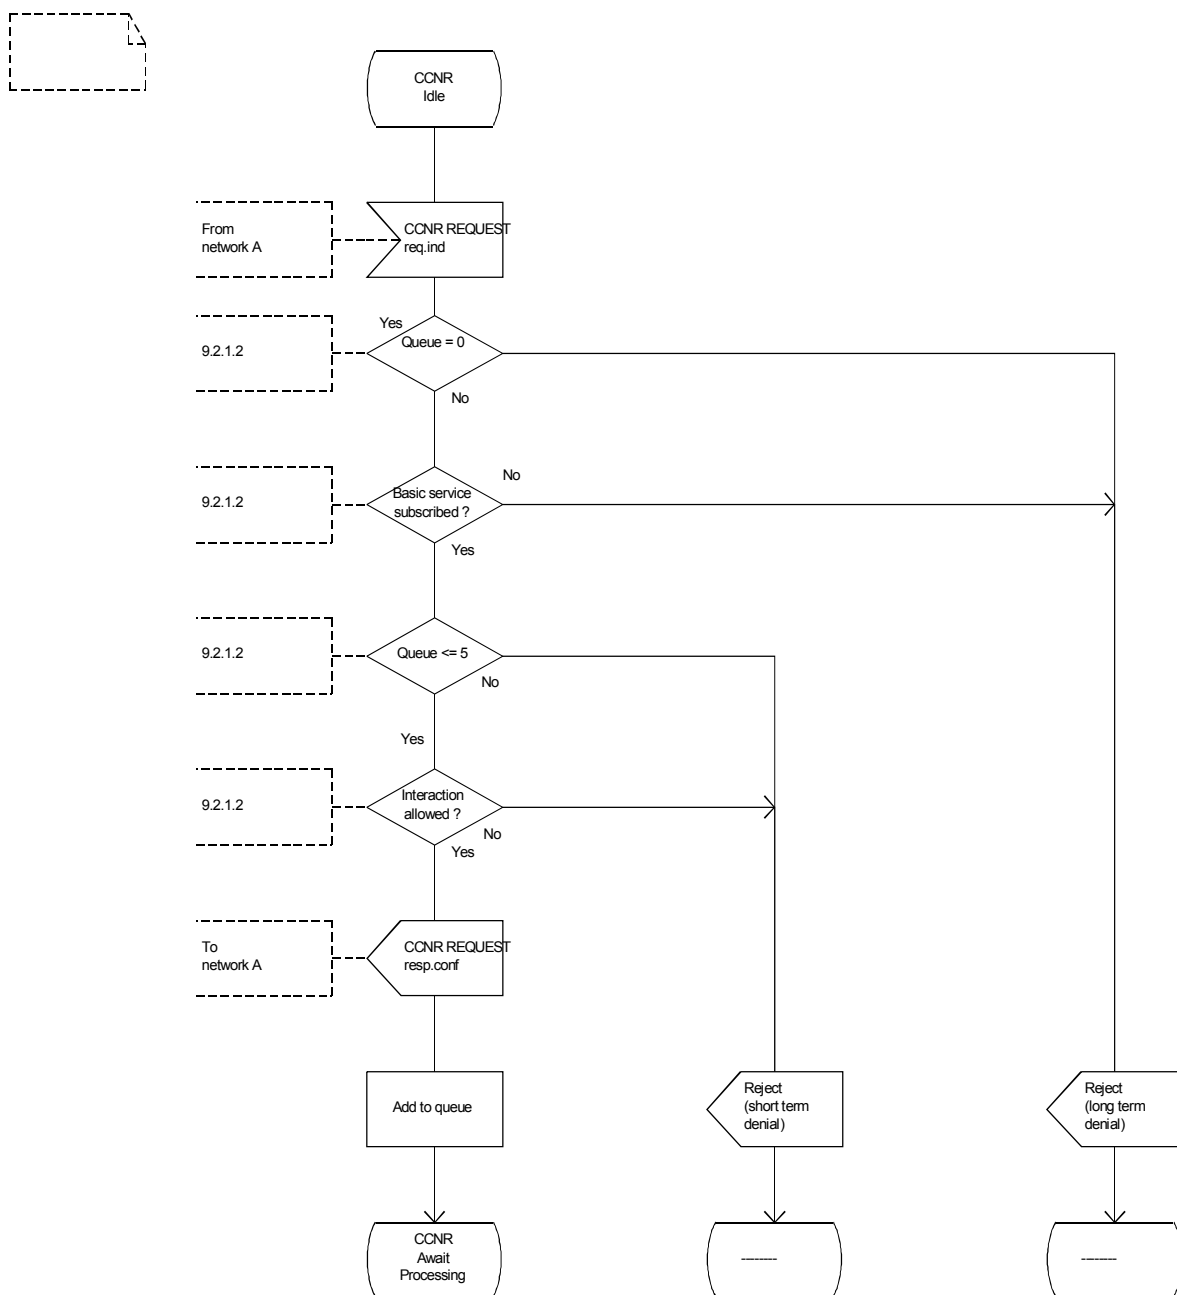 CCNR
Idle
From
network A
CCNR REQUEST
req.ind
Yes
9.2.1.2
Queue = 0
No
9.2.1.2
Basic service
subscribed ?
No
Yes
9.2.1.2
Queue <= 5
No
Yes
9.2.1.2
Interaction
allowed ?
No
Yes
To
network A
CCNR REQUEST
resp.conf
Add to queue
Reject
(short term
denial)
Reject
(long term
denial)
CCNR
Await
Processing
--------
--------